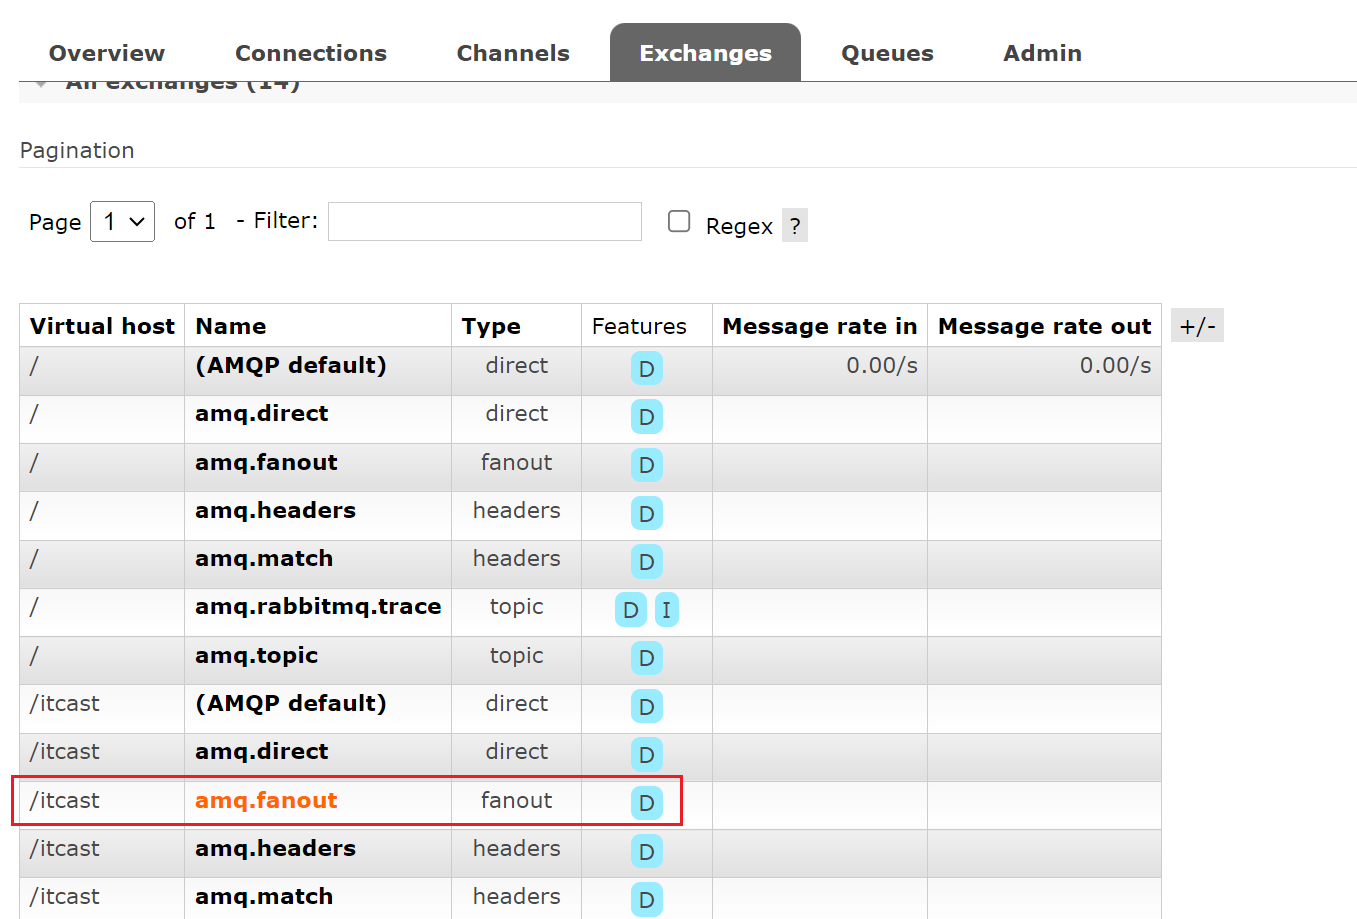 Overview Connections Channels Exchanges Queues Admin
All exchanges (14)
Pagination
Page 1 of 1 - Filter: Regex ?
Virtual host Name Type Features Message rate in Message rate out +/-
/ (AMQP default) direct D 0.00/s 0.00/s
/ amq.direct direct D
/ amq.fanout fanout D
/ amq.headers headers D
/ amq.match headers D
/ amq.rabbitmq.trace topic D I
/ amq.topic topic D
/itcast (AMQP default) direct D
/itcast amq.direct direct D
/itcast amq.fanout fanout D
/itcast amq.headers headers D
/itcast amq.match headers D